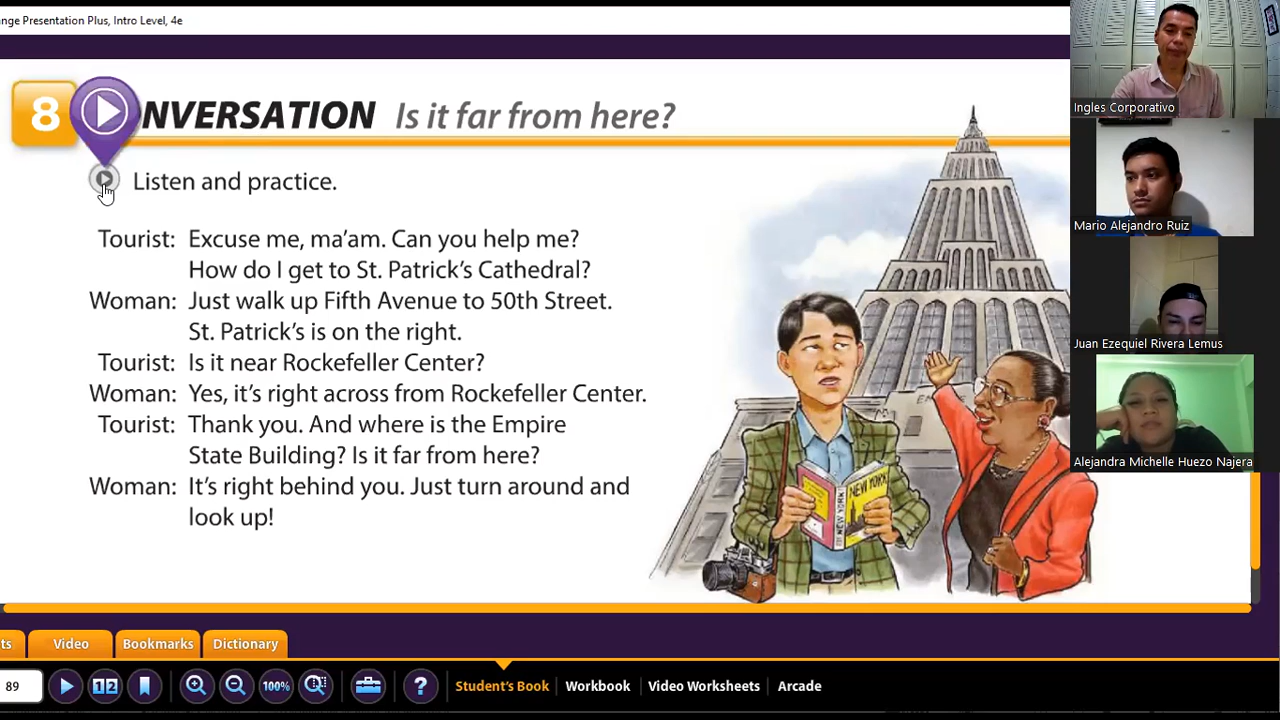 nge Presentation Plus, Intro Level, 4e
8 NVERSATION Is it far from here?
Listen and practice.
Tourist: Excuse me, ma'am. Can you help me?
How do I get to St. Patrick's Cathedral?
Woman: Just walk up Fifth Avenue to 50th Street.
St. Patrick's is on the right.
Tourist: Is it near Rockefeller Center?
Woman: Yes, it's right across from Rockefeller Center.
Tourist: Thank you. And where is the Empire
State Building? Is it far from here?
Woman: It's right behind you. Just turn around and
look up!
NEW YORK
NEW YORK
Ingles Corporativo
Mario Alejandro Ruiz
Juan Ezequiel Rivera Lemus
Alejandra Michelle Huezo Najera
ts Video Bookmarks Dictionary
89 12 100% ? Student's Book Workbook Video Worksheets Arcade